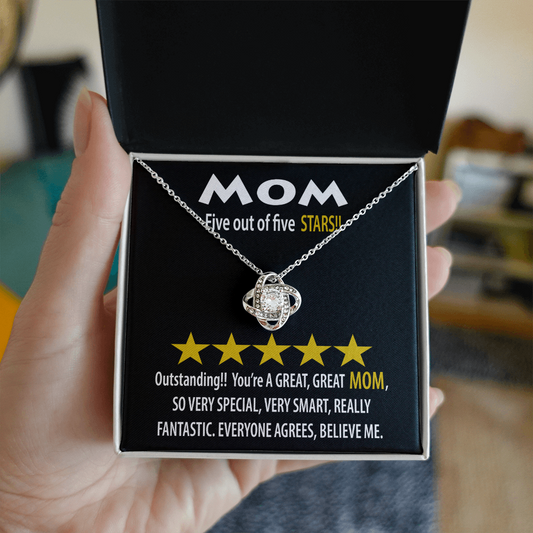 MOM
Five out of five STARS!!
Outstanding!! You're A GREAT, GREAT MOM,
SO VERY SPECIAL, VERY SMART, REALLY
FANTASTIC. EVERYONE AGREES, BELIEVE ME.